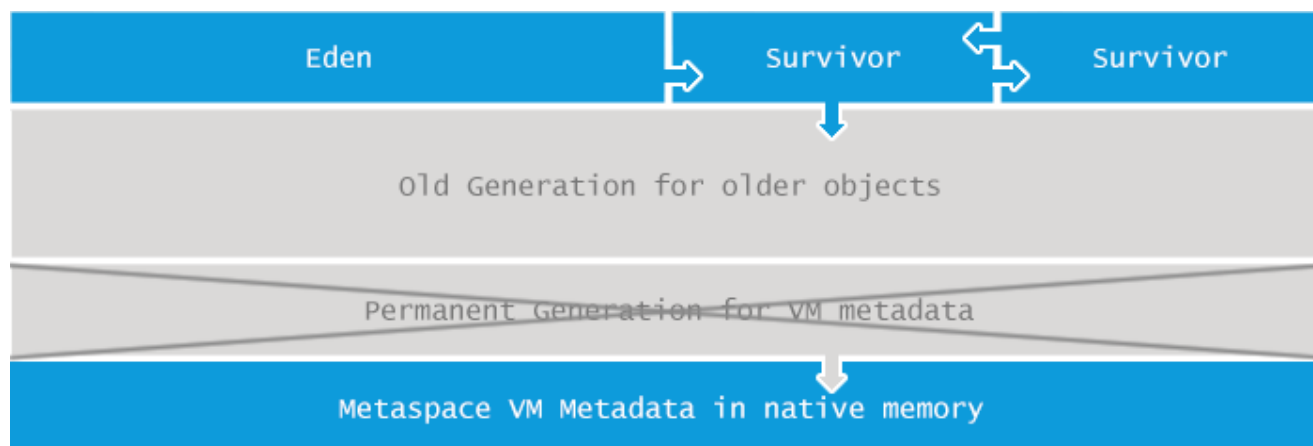 Eden
Survivor
Survivor
Old Generation for older objects
Permanent Generation for VM metadata
Metaspace VM Metadata in native memory